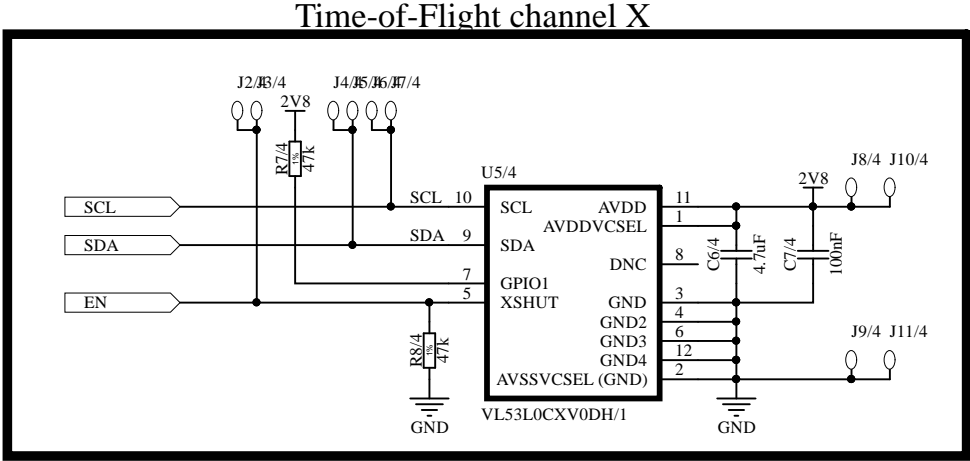 Time-of-Flight channel X
J2/4 J3/4 J4/4 J5/4 J6/4 J7/4
2V8
R7/4
1%
47k
U5/4
J8/4 J10/4
2V8
SCL
SCL 10 SCL
AVDD 11
AVDDVCSEL 1
SDA
SDA 9 SDA
C6/4
4.7uF
C7/4
100nF
DNC 8
7 GPIO1
EN
5 XSHUT
GND 3
GND2 4
GND3 6
GND4 12
AVSSVCSEL (GND) 2
J9/4 J11/4
R8/4
1%
47k
GND
VL53L0CXV0DH/1
GND